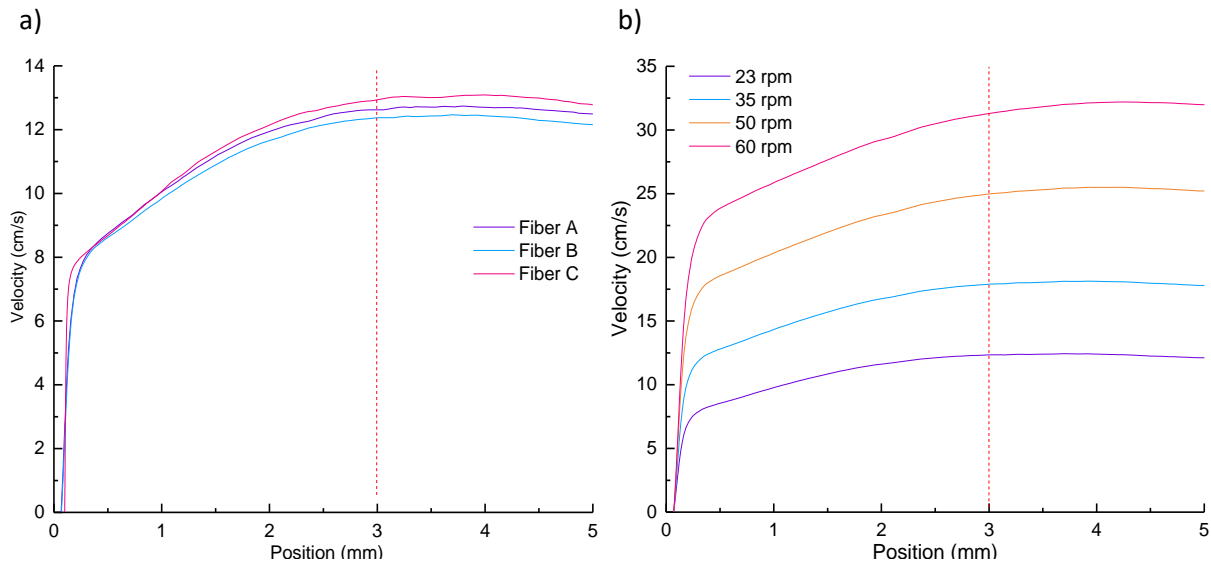 a)
14
12
10
8
6
4
2
0
Velocity (cm/s)
Fiber A
Fiber B
Fiber C
0 1 2 3 4 5
Position (mm)
b)
35
30
25
20
15
10
5
0
Velocity (cm/s)
23 rpm
35 rpm
50 rpm
60 rpm
0 1 2 3 4 5
Position (mm)